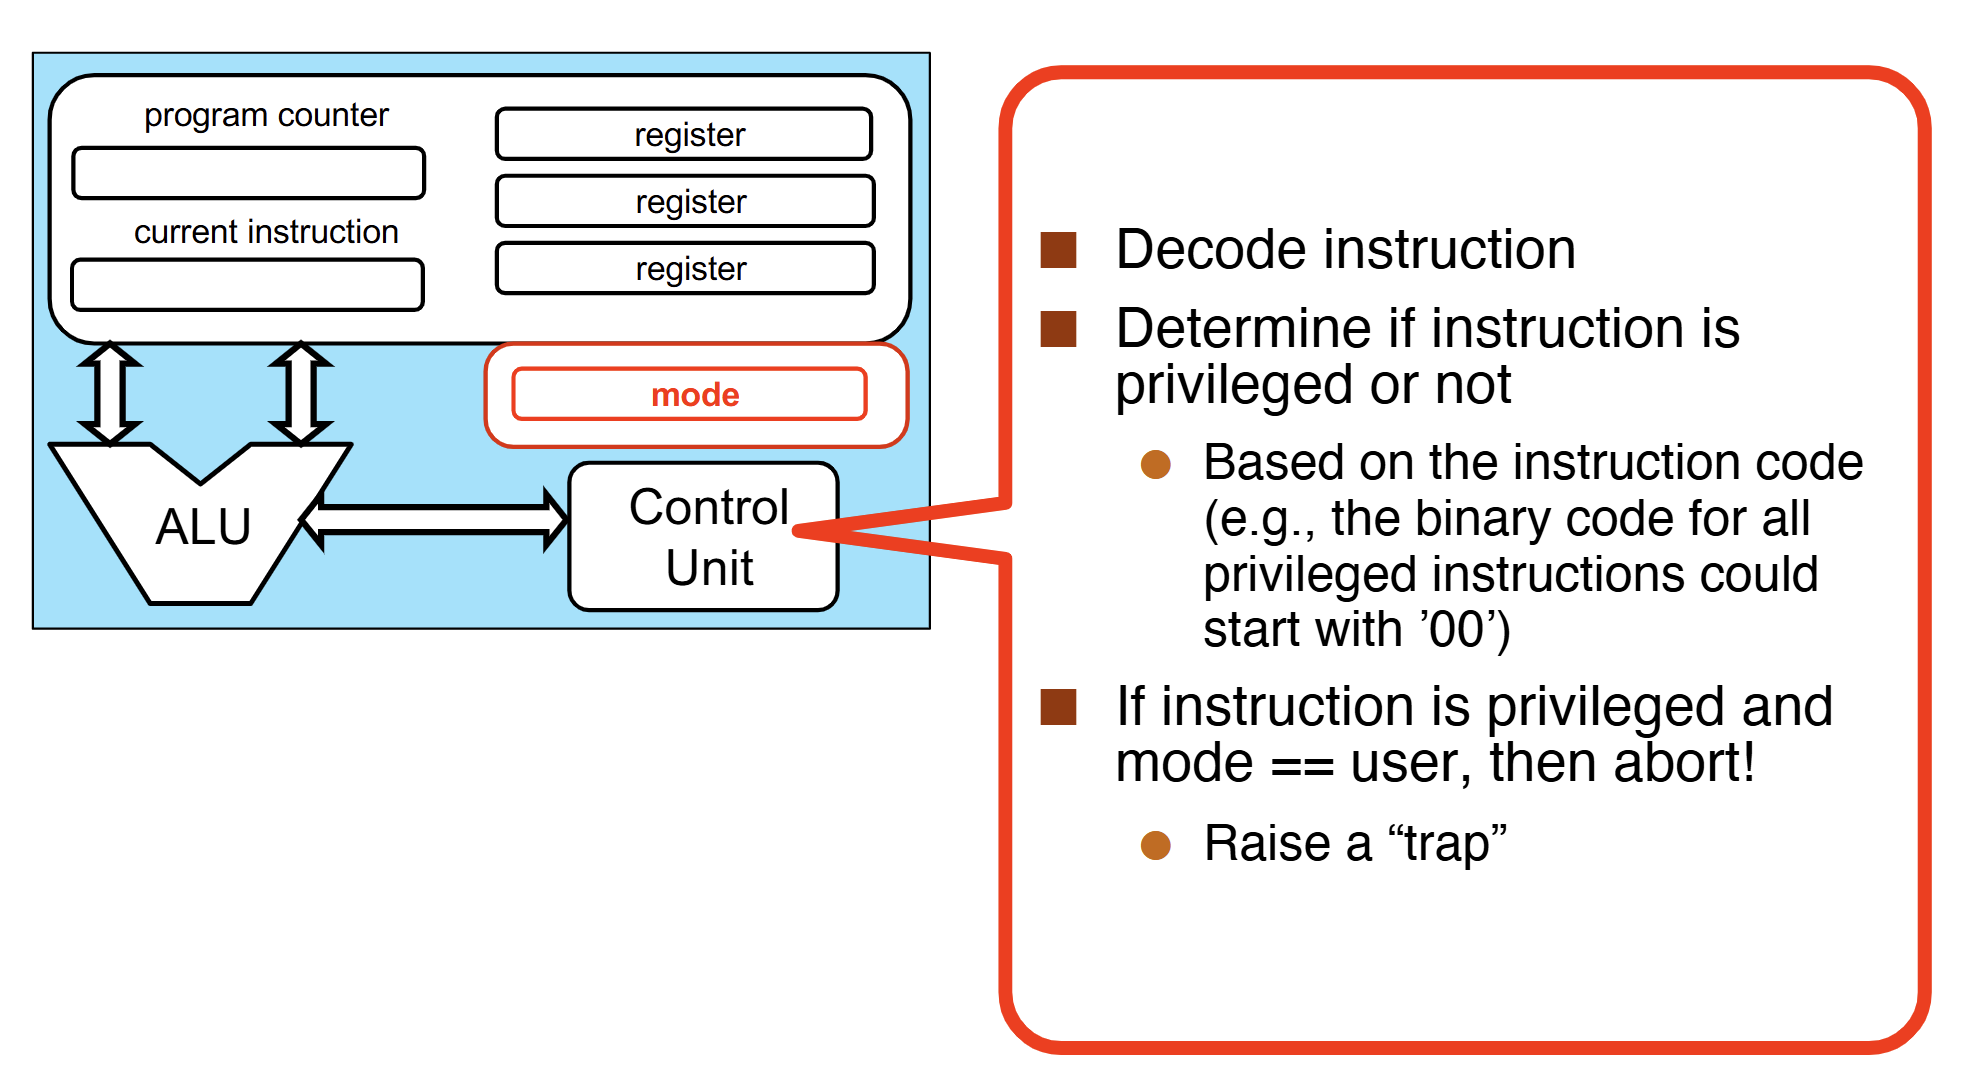 program counter
current instruction
register
register
register
mode
ALU
Control
Unit
Decode instruction
Determine if instruction is
privileged or not
Based on the instruction code
(e.g., the binary code for all
privileged instructions could
start with ’00’)
If instruction is privileged and
mode == user, then abort!
Raise a “trap”